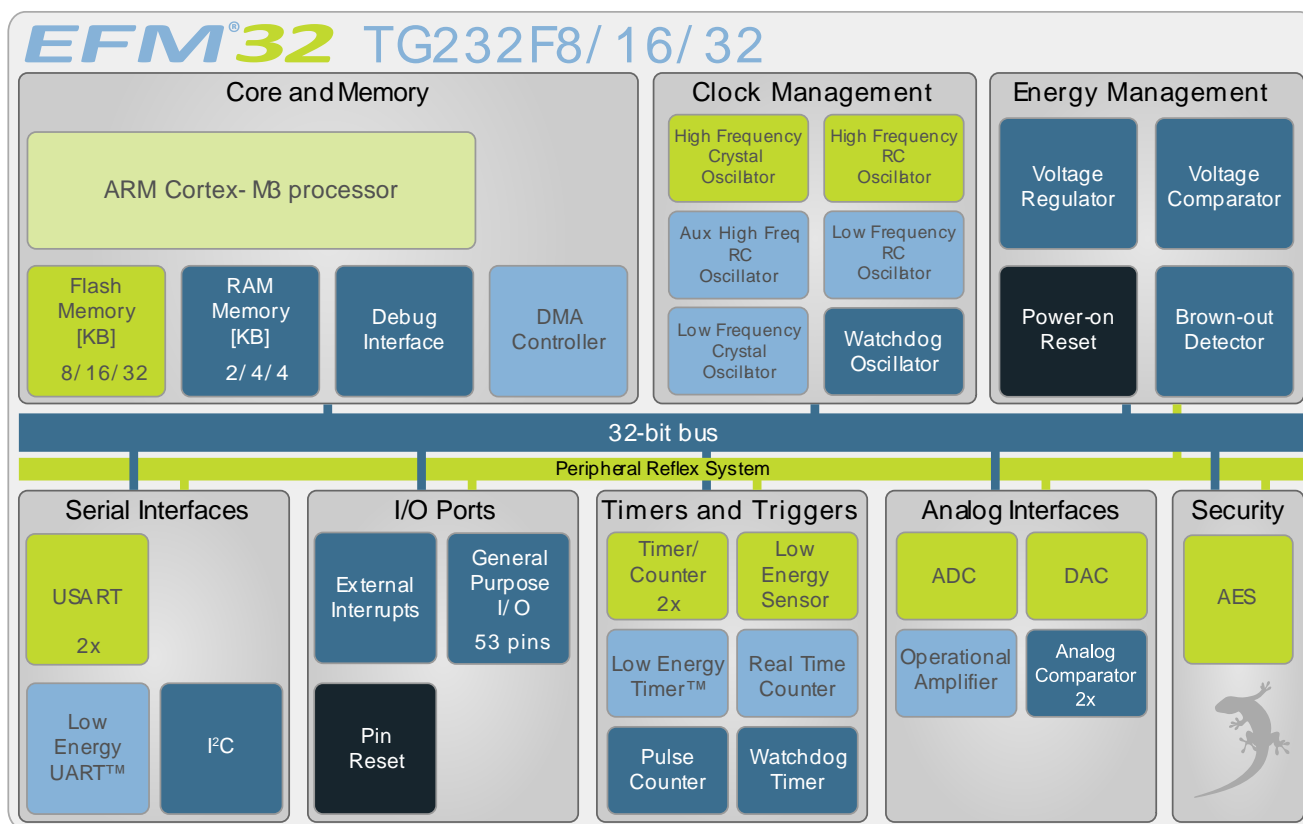 EFM®32 TG232F8/16/32
Core and Memory
ARM Cortex-M3 processor
Flash
Memory
[KB]
8/16/32
RAM
Memory
[KB]
2/4/4
Debug
Interface
DMA
Controller
Clock Management
High Frequency
Crystal
Oscillator
High Frequency
RC
Oscillator
Aux High Freq
RC
Oscillator
Low Frequency
RC
Oscillator
Low Frequency
Crystal
Oscillator
Watchdog
Oscillator
Energy Management
Voltage
Regulator
Voltage
Comparator
Power-on
Reset
Brown-out
Detector
32-bit bus
Peripheral Reflex System
Serial Interfaces
USART
2x
Low
Energy
UART™
I²C
I/O Ports
External
Interrupts
General
Purpose
I/O
53 pins
Pin
Reset
Timers and Triggers
Timer/
Counter
2x
Low
Energy
Sensor
Low Energy
Timer™
Real Time
Counter
Pulse
Counter
Watchdog
Timer
Analog Interfaces
ADC
DAC
Operational
Amplifier
Analog
Comparator
2x
Security
AES